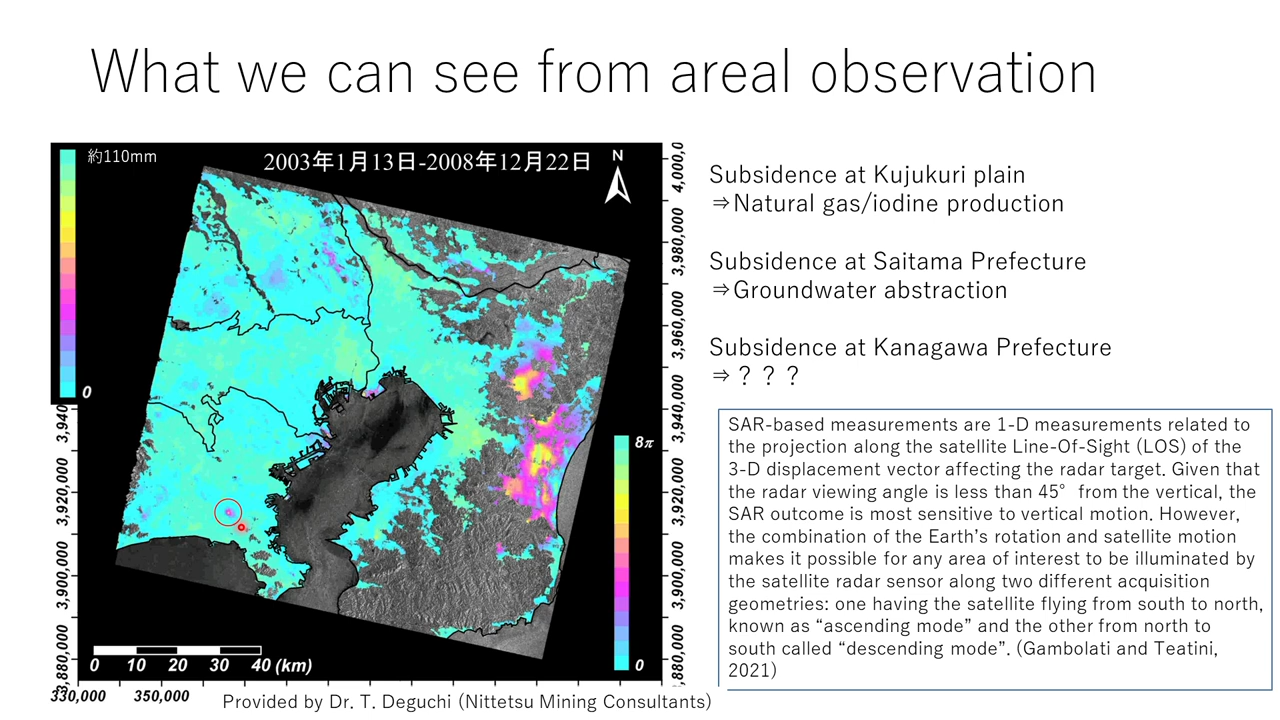 What we can see from areal observation
約110mm
2003年1月13日-2008年12月22日
N
0
8π
0
4,000,0
3,980,000
3,960,000
3,940,000
3,920,000
3,900,000
3,880,000
3,940
3,920,000
3,900,000
3,880,000
0 10 20 30 40 (km)
330,000 350,000
Provided by Dr. T. Deguchi (Nittetsu Mining Consultants)
Subsidence at Kujukuri plain
⇒Natural gas/iodine production
Subsidence at Saitama Prefecture
⇒Groundwater abstraction
Subsidence at Kanagawa Prefecture
⇒？？？
SAR-based measurements are 1-D measurements related to
the projection along the satellite Line-Of-Sight (LOS) of the
3-D displacement vector affecting the radar target. Given that
the radar viewing angle is less than 45° from the vertical, the
SAR outcome is most sensitive to vertical motion. However,
the combination of the Earth's rotation and satellite motion
makes it possible for any area of interest to be illuminated by
the satellite radar sensor along two different acquisition
geometries: one having the satellite flying from south to north,
known as “ascending mode” and the other from north to
south called “descending mode”. (Gambolati and Teatini,
2021)